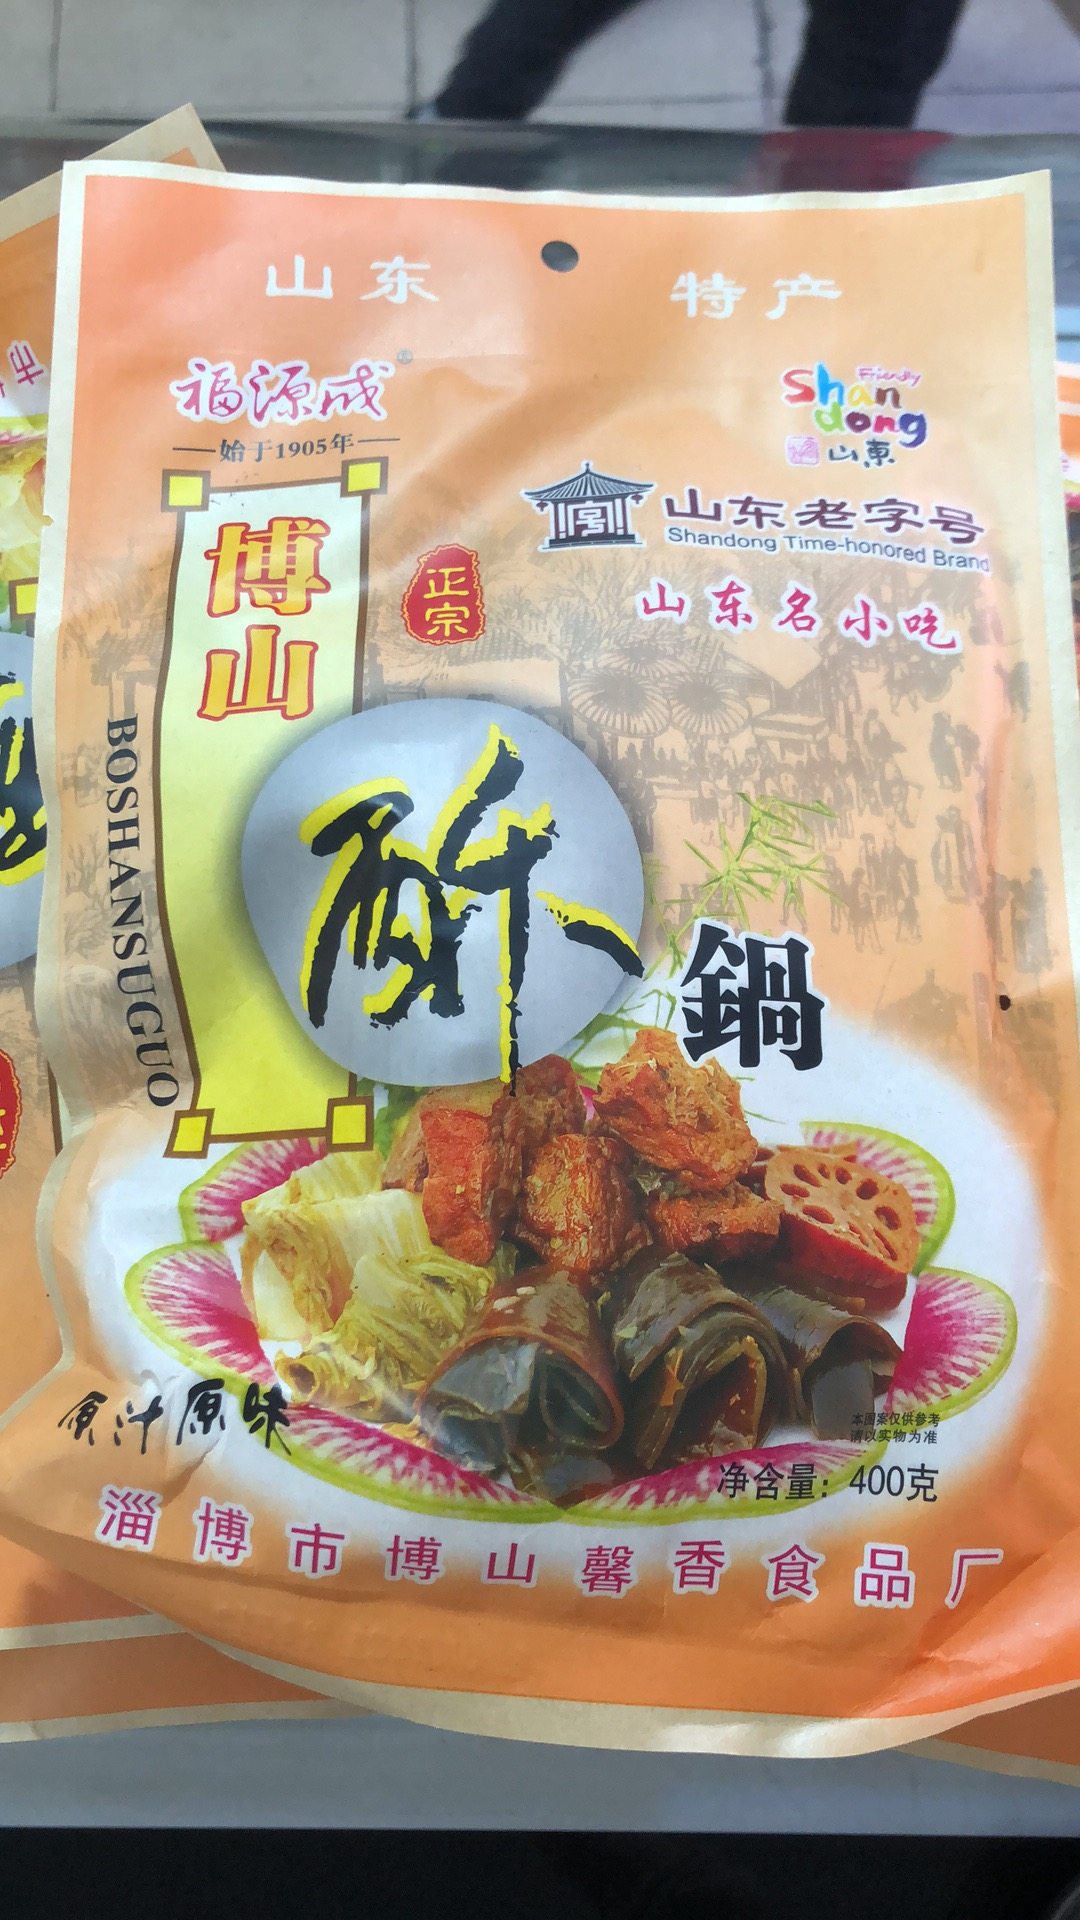 山东 特产
福源成®
始于1905年
Friendly
Shandong
山東
山东老字号
Shandong Time-honored Brand
山东名小吃
正宗
博山
酥
鍋
BOSHANSUGUO
原汁原味
本图案仅供参考
请以实物为准
净含量：400克
淄博市博山馨香食品厂